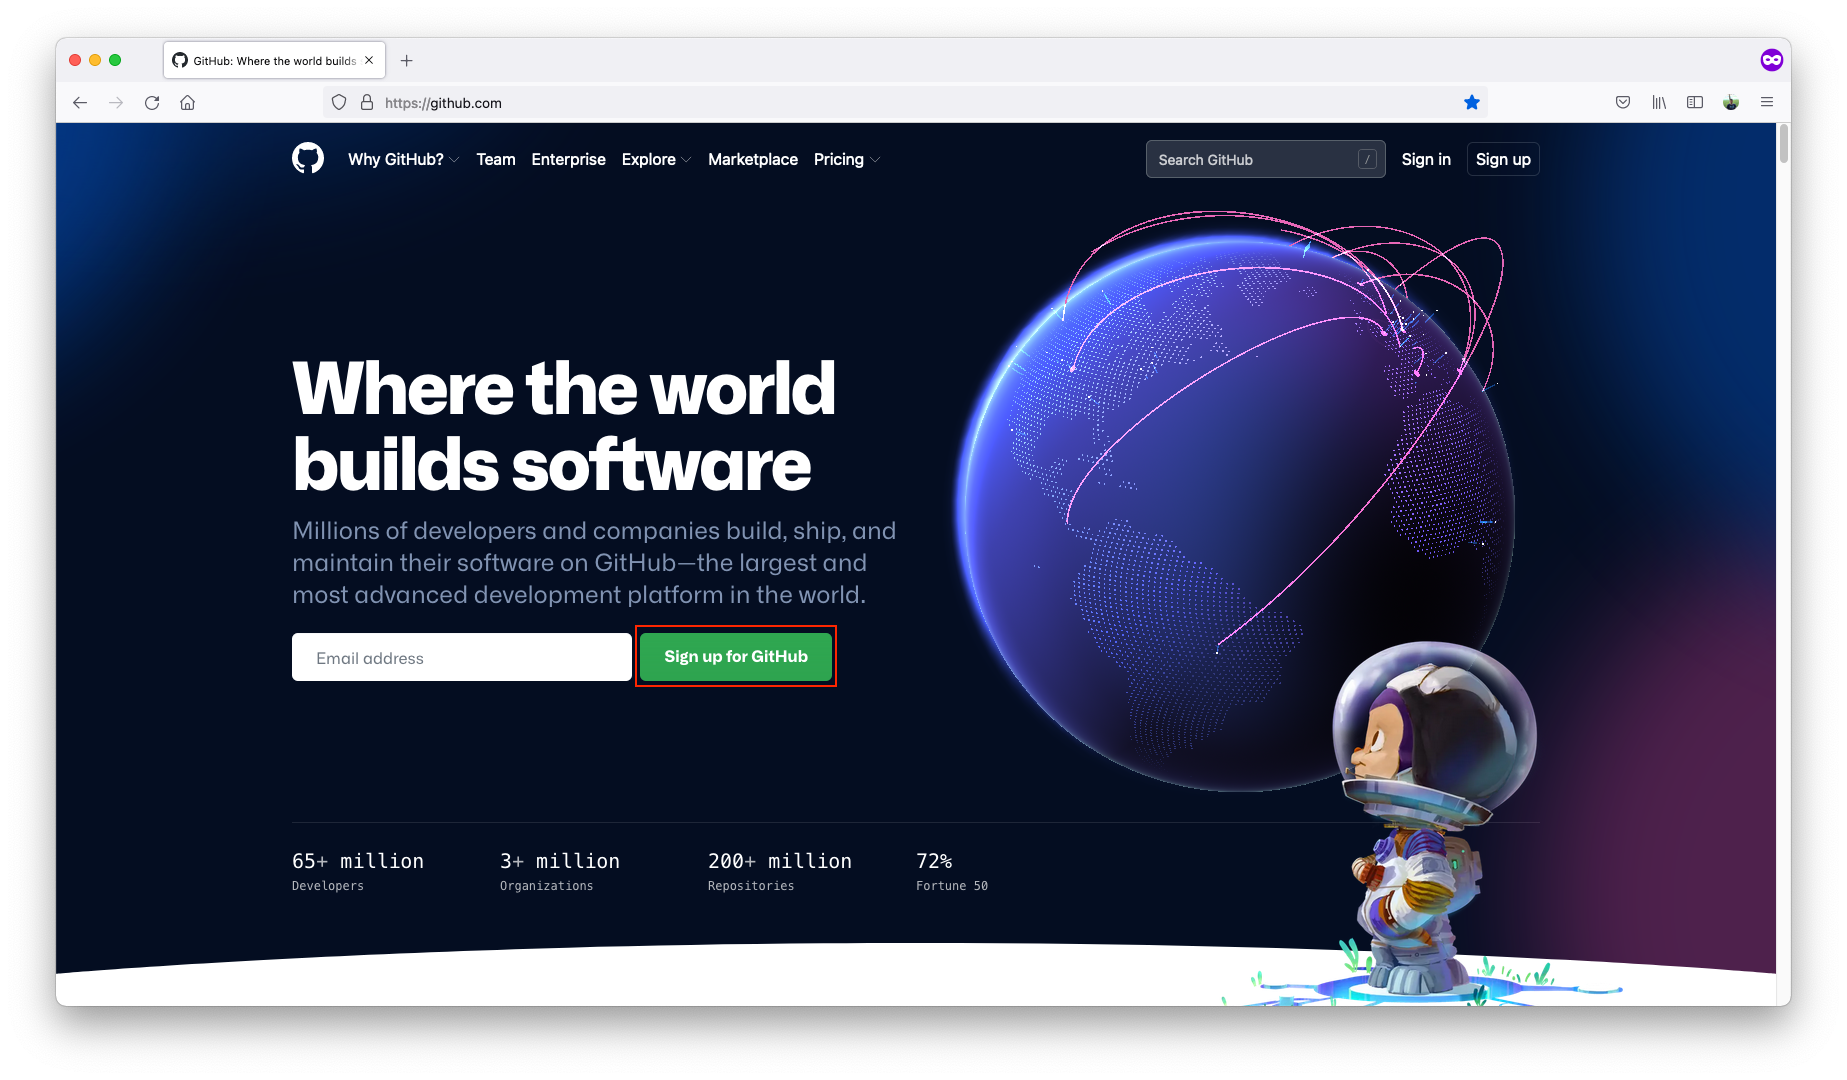 GitHub: Where the world builds
https://github.com
Why GitHub? Team Enterprise Explore Marketplace Pricing
Search GitHub /
Sign in
Sign up
Where the world
builds software
Millions of developers and companies build, ship, and
maintain their software on GitHub—the largest and
most advanced development platform in the world.
Email address
Sign up for GitHub
65+ million
Developers
3+ million
Organizations
200+ million
Repositories
72%
Fortune 50